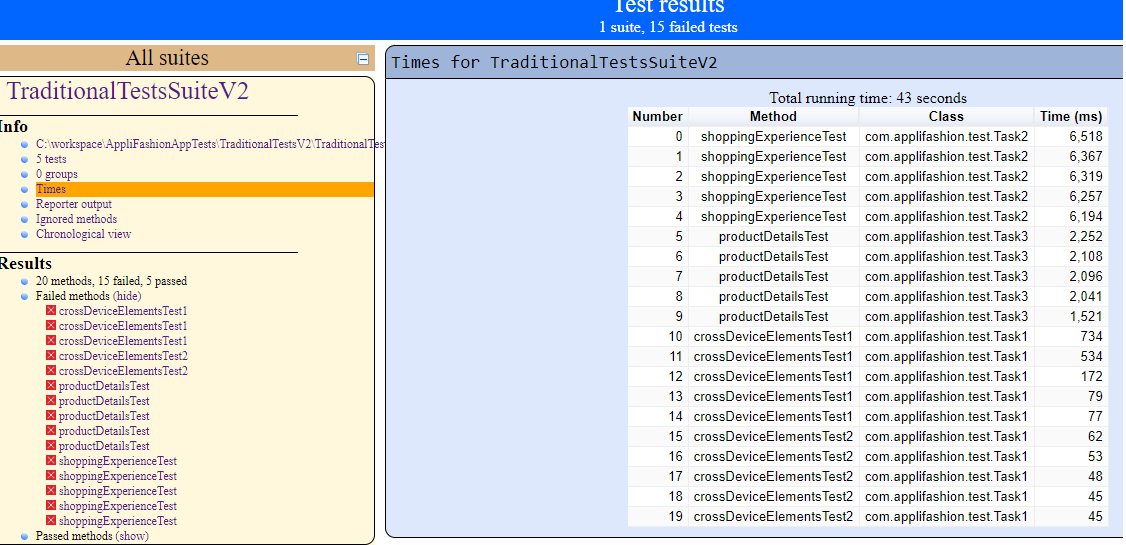 Test results
1 suite, 15 failed tests
All suites
TraditionalTestsSuiteV2
Info
C:\workspace\AppliFashionAppTests\TraditionalTestsV2\TraditionalTes
5 tests
0 groups
Times
Reporter output
Ignored methods
Chronological view
Results
20 methods, 15 failed, 5 passed
Failed methods (hide)
crossDeviceElementsTest1
crossDeviceElementsTest1
crossDeviceElementsTest1
crossDeviceElementsTest2
crossDeviceElementsTest2
productDetailsTest
productDetailsTest
productDetailsTest
productDetailsTest
productDetailsTest
shoppingExperienceTest
shoppingExperienceTest
shoppingExperienceTest
shoppingExperienceTest
shoppingExperienceTest
Passed methods (show)
Times for TraditionalTestsSuiteV2
Total running time: 43 seconds
Number Method Class Time (ms)
0 shoppingExperienceTest com.applifashion.test.Task2 6,518
1 shoppingExperienceTest com.applifashion.test.Task2 6,367
2 shoppingExperienceTest com.applifashion.test.Task2 6,319
3 shoppingExperienceTest com.applifashion.test.Task2 6,257
4 shoppingExperienceTest com.applifashion.test.Task2 6,194
5 productDetailsTest com.applifashion.test.Task3 2,252
6 productDetailsTest com.applifashion.test.Task3 2,108
7 productDetailsTest com.applifashion.test.Task3 2,096
8 productDetailsTest com.applifashion.test.Task3 2,041
9 productDetailsTest com.applifashion.test.Task3 1,521
10 crossDeviceElementsTest1 com.applifashion.test.Task1 734
11 crossDeviceElementsTest1 com.applifashion.test.Task1 534
12 crossDeviceElementsTest1 com.applifashion.test.Task1 172
13 crossDeviceElementsTest1 com.applifashion.test.Task1 79
14 crossDeviceElementsTest1 com.applifashion.test.Task1 77
15 crossDeviceElementsTest2 com.applifashion.test.Task1 62
16 crossDeviceElementsTest2 com.applifashion.test.Task1 53
17 crossDeviceElementsTest2 com.applifashion.test.Task1 48
18 crossDeviceElementsTest2 com.applifashion.test.Task1 45
19 crossDeviceElementsTest2 com.applifashion.test.Task1 45